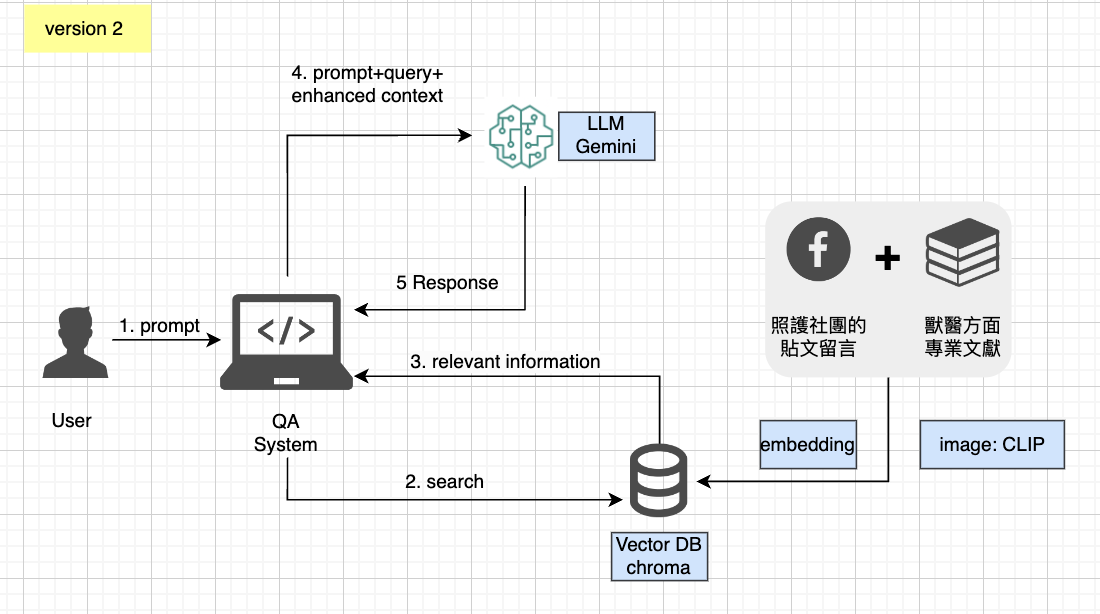 version 2
4. prompt+query+
enhanced context
LLM
Gemini
5 Response
1. prompt
</>
3. relevant information
User
QA
System
2. search
Vector DB
chroma
f
照護社團的
貼文留言
獸醫方面
專業文獻
embedding
image: CLIP